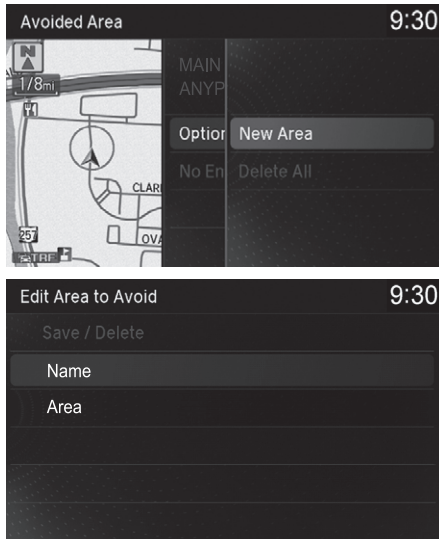 Avoided Area 9:30
N
1/8mi
MAIN
ANYP
Option New Area
No En Delete All
CLAR
257
OVA
TRF
Edit Area to Avoid 9:30
Save / Delete
Name
Area